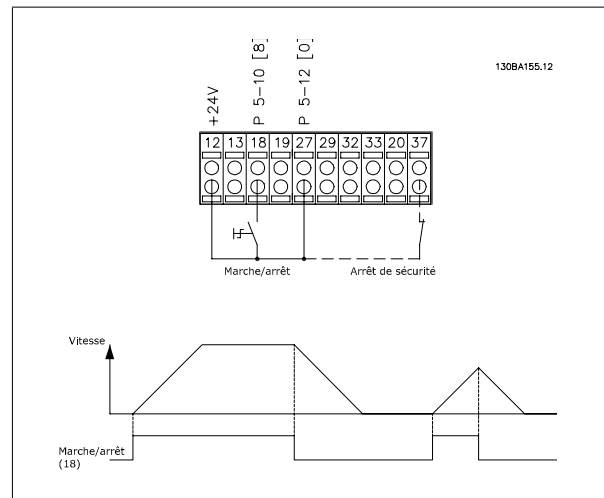 130BA155.12
+24V
P 5-10 [8]
P 5-12 [0]
12 13 18 19 27 29 32 33 20 37
Marche/arrêt
Arrêt de sécurité
Vitesse
Marche/arrêt
(18)